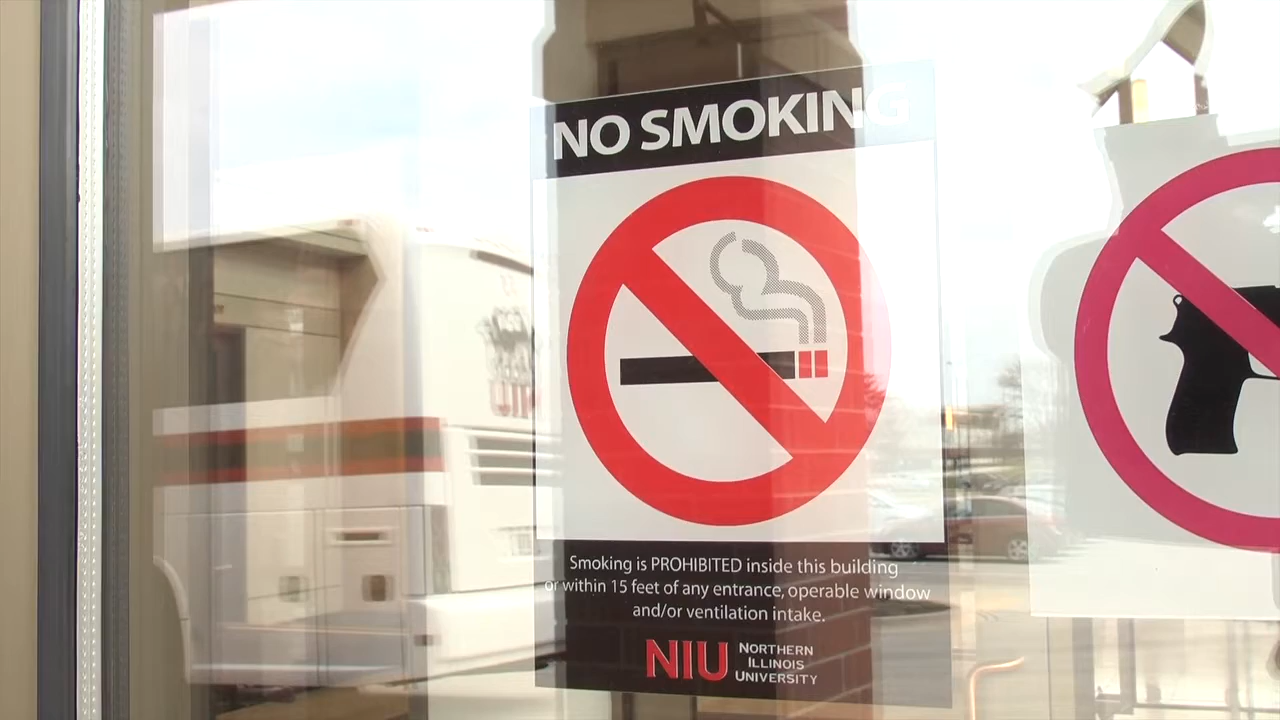 NO SMOKING
Smoking is PROHIBITED inside this building
or within 15 feet of any entrance, operable window
and/or ventilation intake.
NIU NORTHERN
ILLINOIS
UNIVERSITY